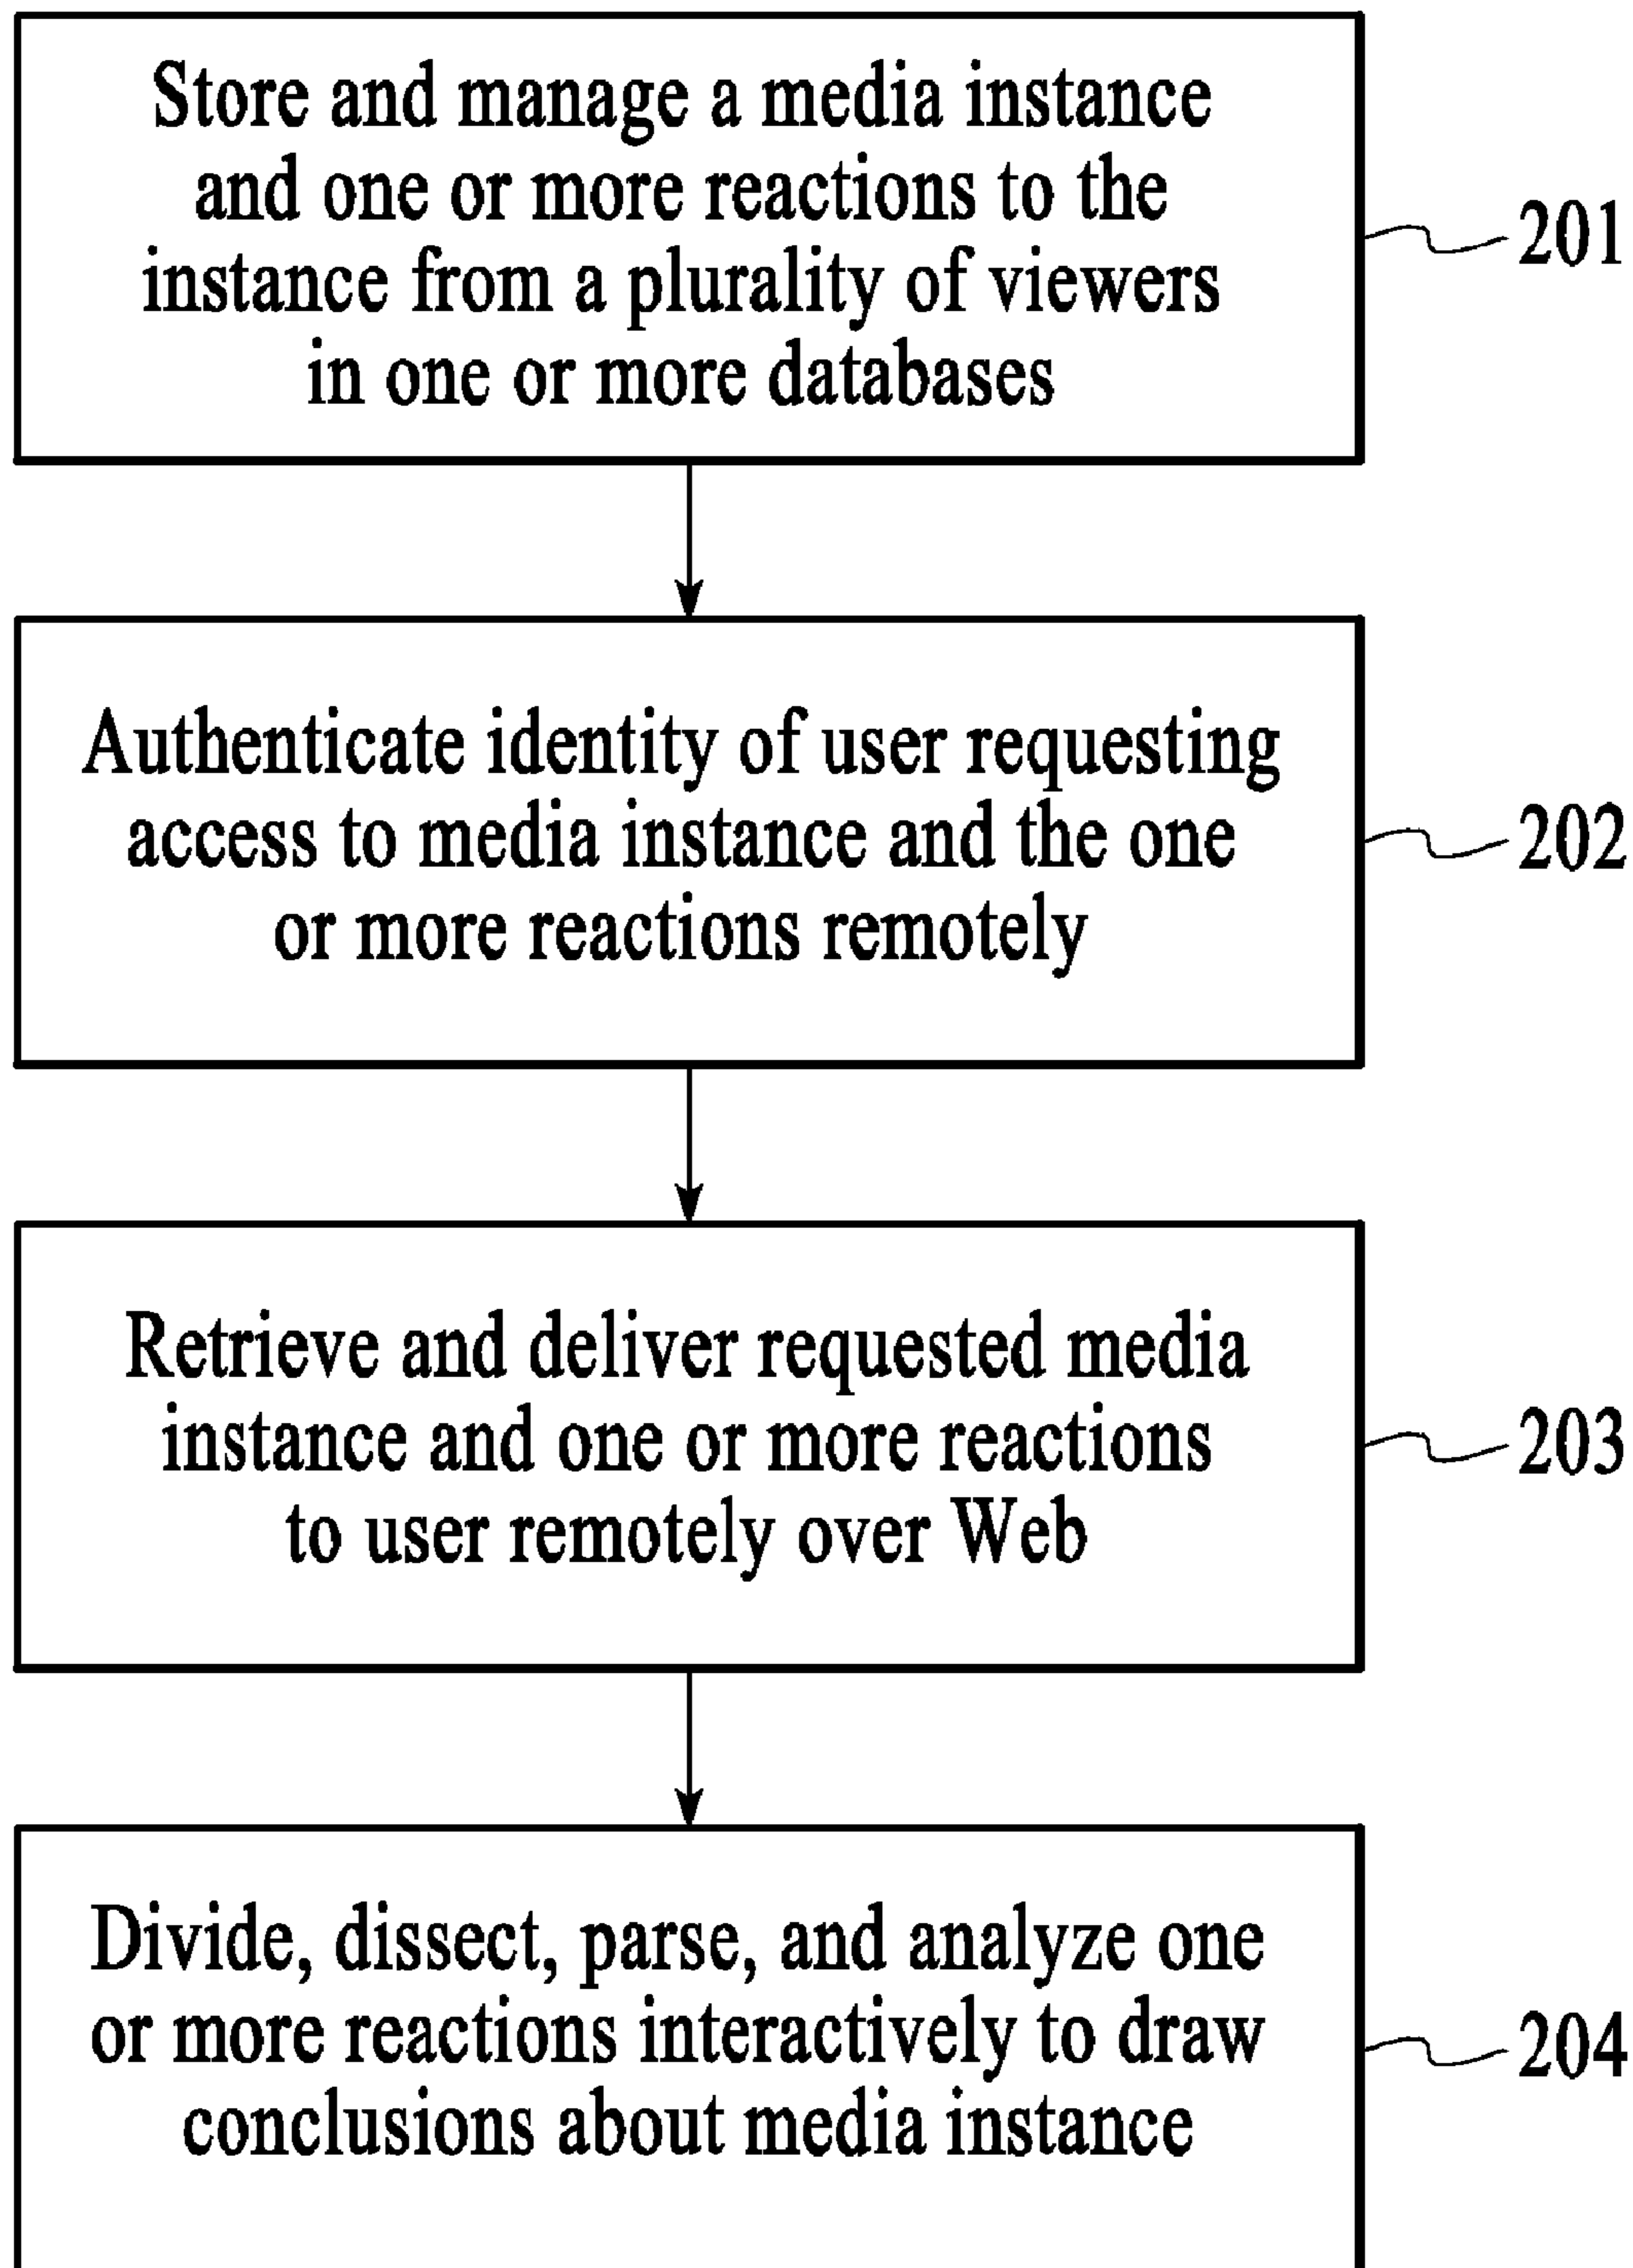 Store and manage a media instance
and one or more reactions to the
instance from a plurality of viewers
in one or more databases
201
Authenticate identity of user requesting
access to media instance and the one
or more reactions remotely
202
Retrieve and deliver requested media
instance and one or more reactions
to user remotely over Web
203
Divide, dissect, parse, and analyze one
or more reactions interactively to draw
conclusions about media instance
204